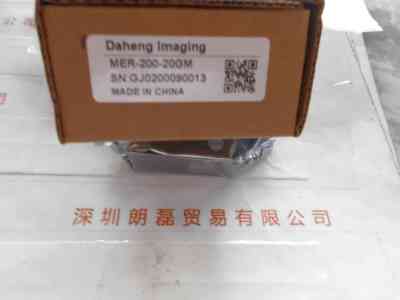 Daheng Imaging
MER-200-20GM
SN:GJ0200090013
MADE IN CHINA
深圳朗磊贸易有限公司